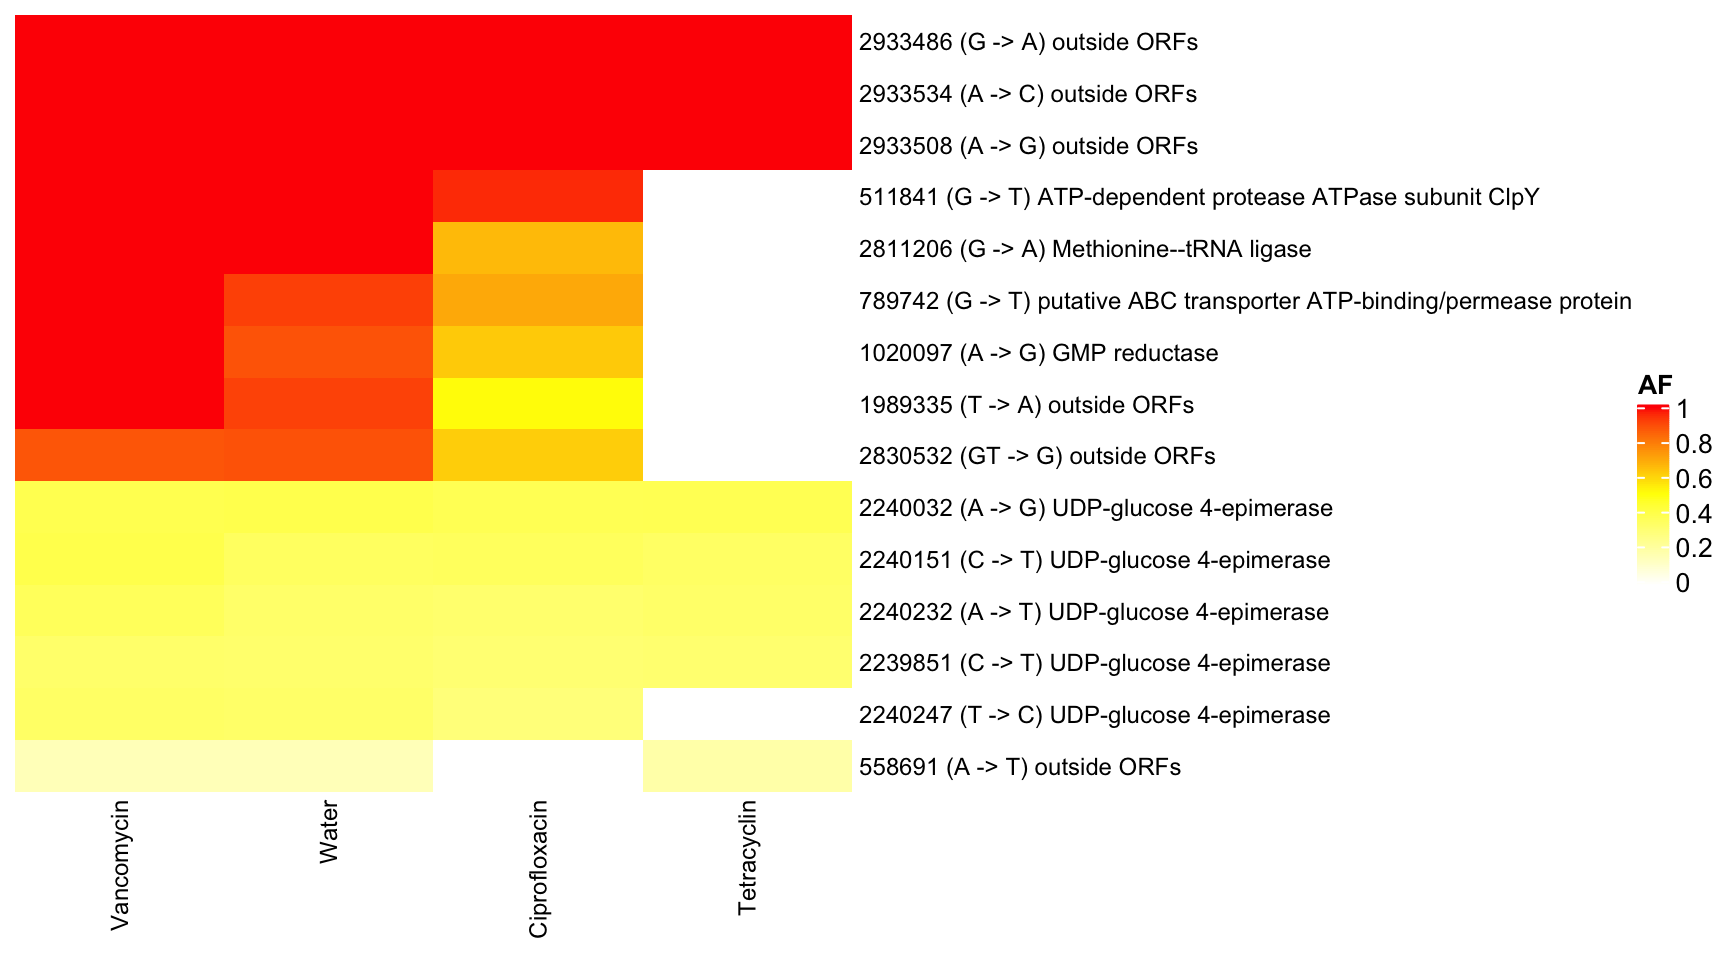 2933486 (G -> A) outside ORFs
2933534 (A -> C) outside ORFs
2933508 (A -> G) outside ORFs
511841 (G -> T) ATP-dependent protease ATPase subunit ClpY
2811206 (G -> A) Methionine--tRNA ligase
789742 (G -> T) putative ABC transporter ATP-binding/permease protein
1020097 (A -> G) GMP reductase
1989335 (T -> A) outside ORFs
2830532 (GT -> G) outside ORFs
2240032 (A -> G) UDP-glucose 4-epimerase
2240151 (C -> T) UDP-glucose 4-epimerase
2240232 (A -> T) UDP-glucose 4-epimerase
2239851 (C -> T) UDP-glucose 4-epimerase
2240247 (T -> C) UDP-glucose 4-epimerase
558691 (A -> T) outside ORFs
AF
1
0.8
0.6
0.4
0.2
0
Vancomycin
Water
Ciprofloxacin
Tetracyclin